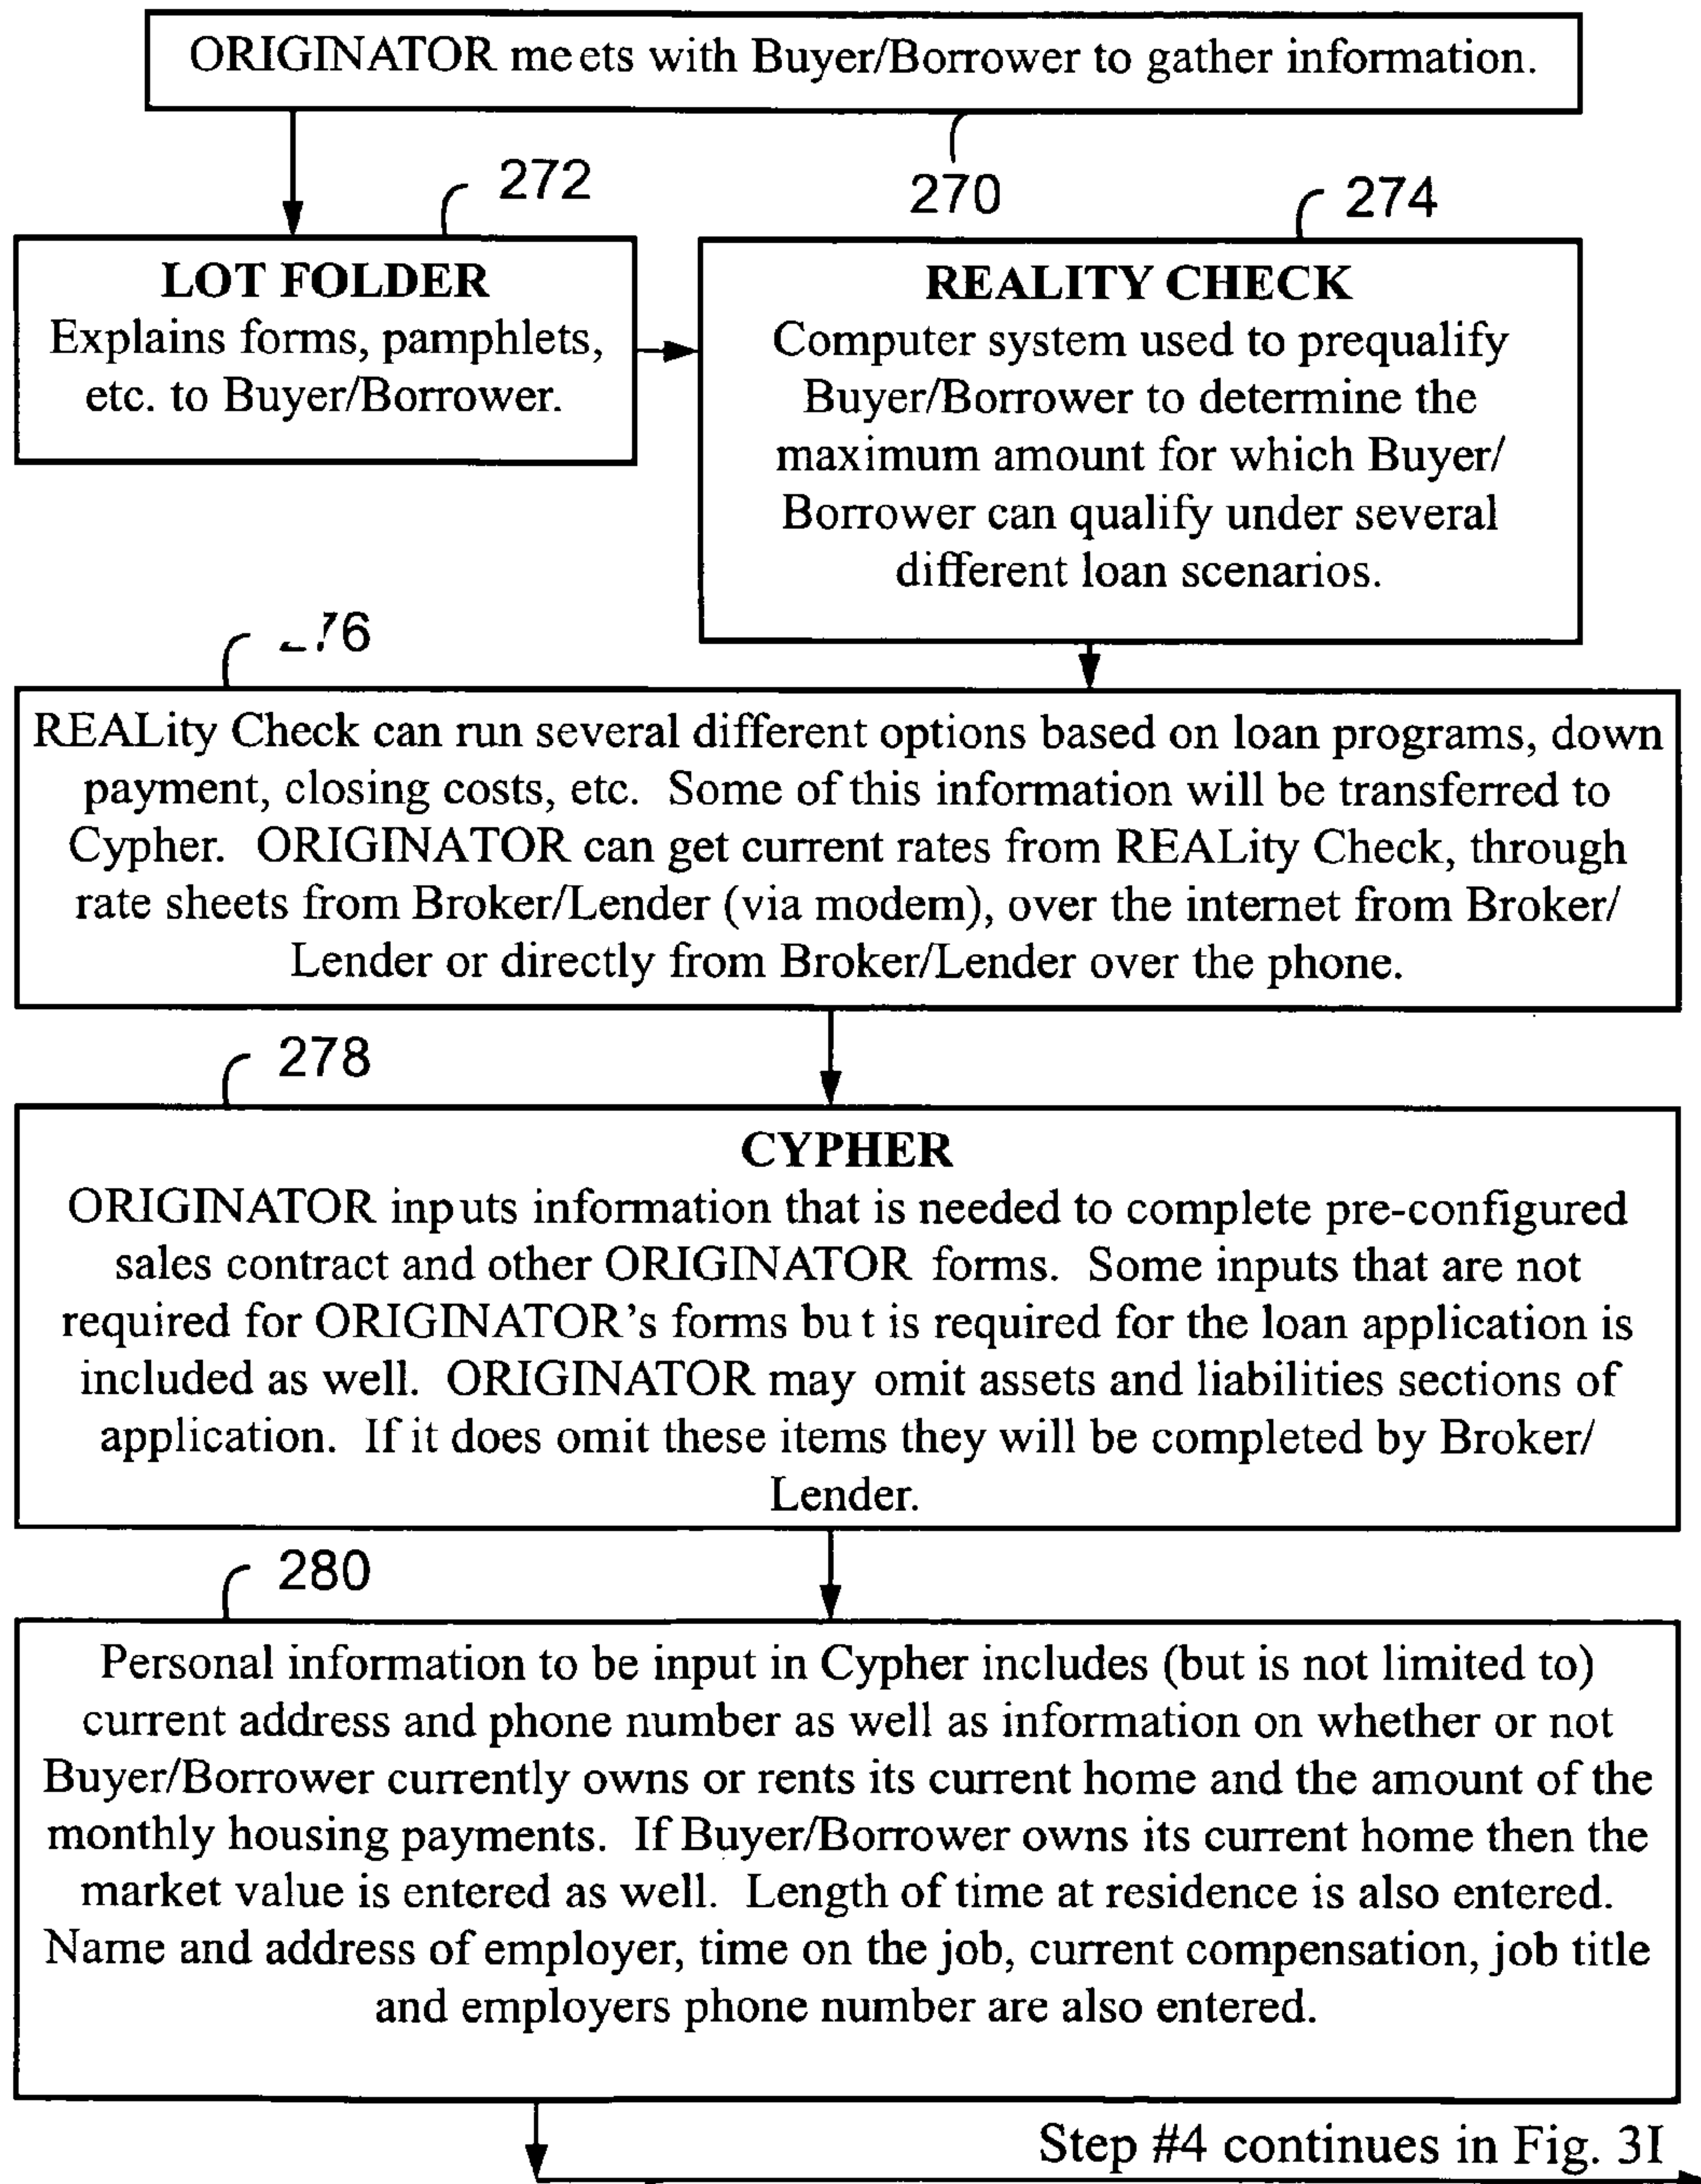 ORIGINATOR meets with Buyer/Borrower to gather information.
270
272
LOT FOLDER
Explains forms, pamphlets,
etc. to Buyer/Borrower.
274
REALITY CHECK
Computer system used to prequalify
Buyer/Borrower to determine the
maximum amount for which Buyer/
Borrower can qualify under several
different loan scenarios.
76
REALity Check can run several different options based on loan programs, down
payment, closing costs, etc. Some of this information will be transferred to
Cypher. ORIGINATOR can get current rates from REALity Check, through
rate sheets from Broker/Lender (via modem), over the internet from Broker/
Lender or directly from Broker/Lender over the phone.
278
CYPHER
ORIGINATOR inputs information that is needed to complete pre-configured
sales contract and other ORIGINATOR forms. Some inputs that are not
required for ORIGINATOR's forms but is required for the loan application is
included as well. ORIGINATOR may omit assets and liabilities sections of
application. If it does omit these items they will be completed by Broker/
Lender.
280
Personal information to be input in Cypher includes (but is not limited to)
current address and phone number as well as information on whether or not
Buyer/Borrower currently owns or rents its current home and the amount of the
monthly housing payments. If Buyer/Borrower owns its current home then the
market value is entered as well. Length of time at residence is also entered.
Name and address of employer, time on the job, current compensation, job title
and employers phone number are also entered.
Step #4 continues in Fig. 3I